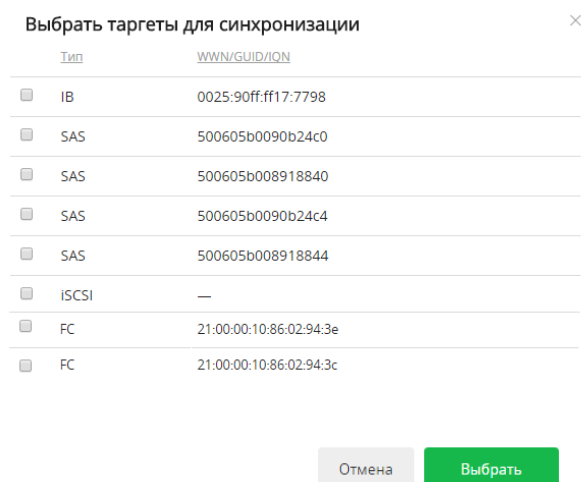 Выбрать таргеты для синхронизации
Тип WWN/GUID/IQN
IB 0025:90ff:ff17:7798
SAS 500605b0090b24c0
SAS 500605b008918840
SAS 500605b0090b24c4
SAS 500605b008918844
iSCSI —
FC 21:00:00:10:86:02:94:3e
FC 21:00:00:10:86:02:94:3c
Отмена Выбрать